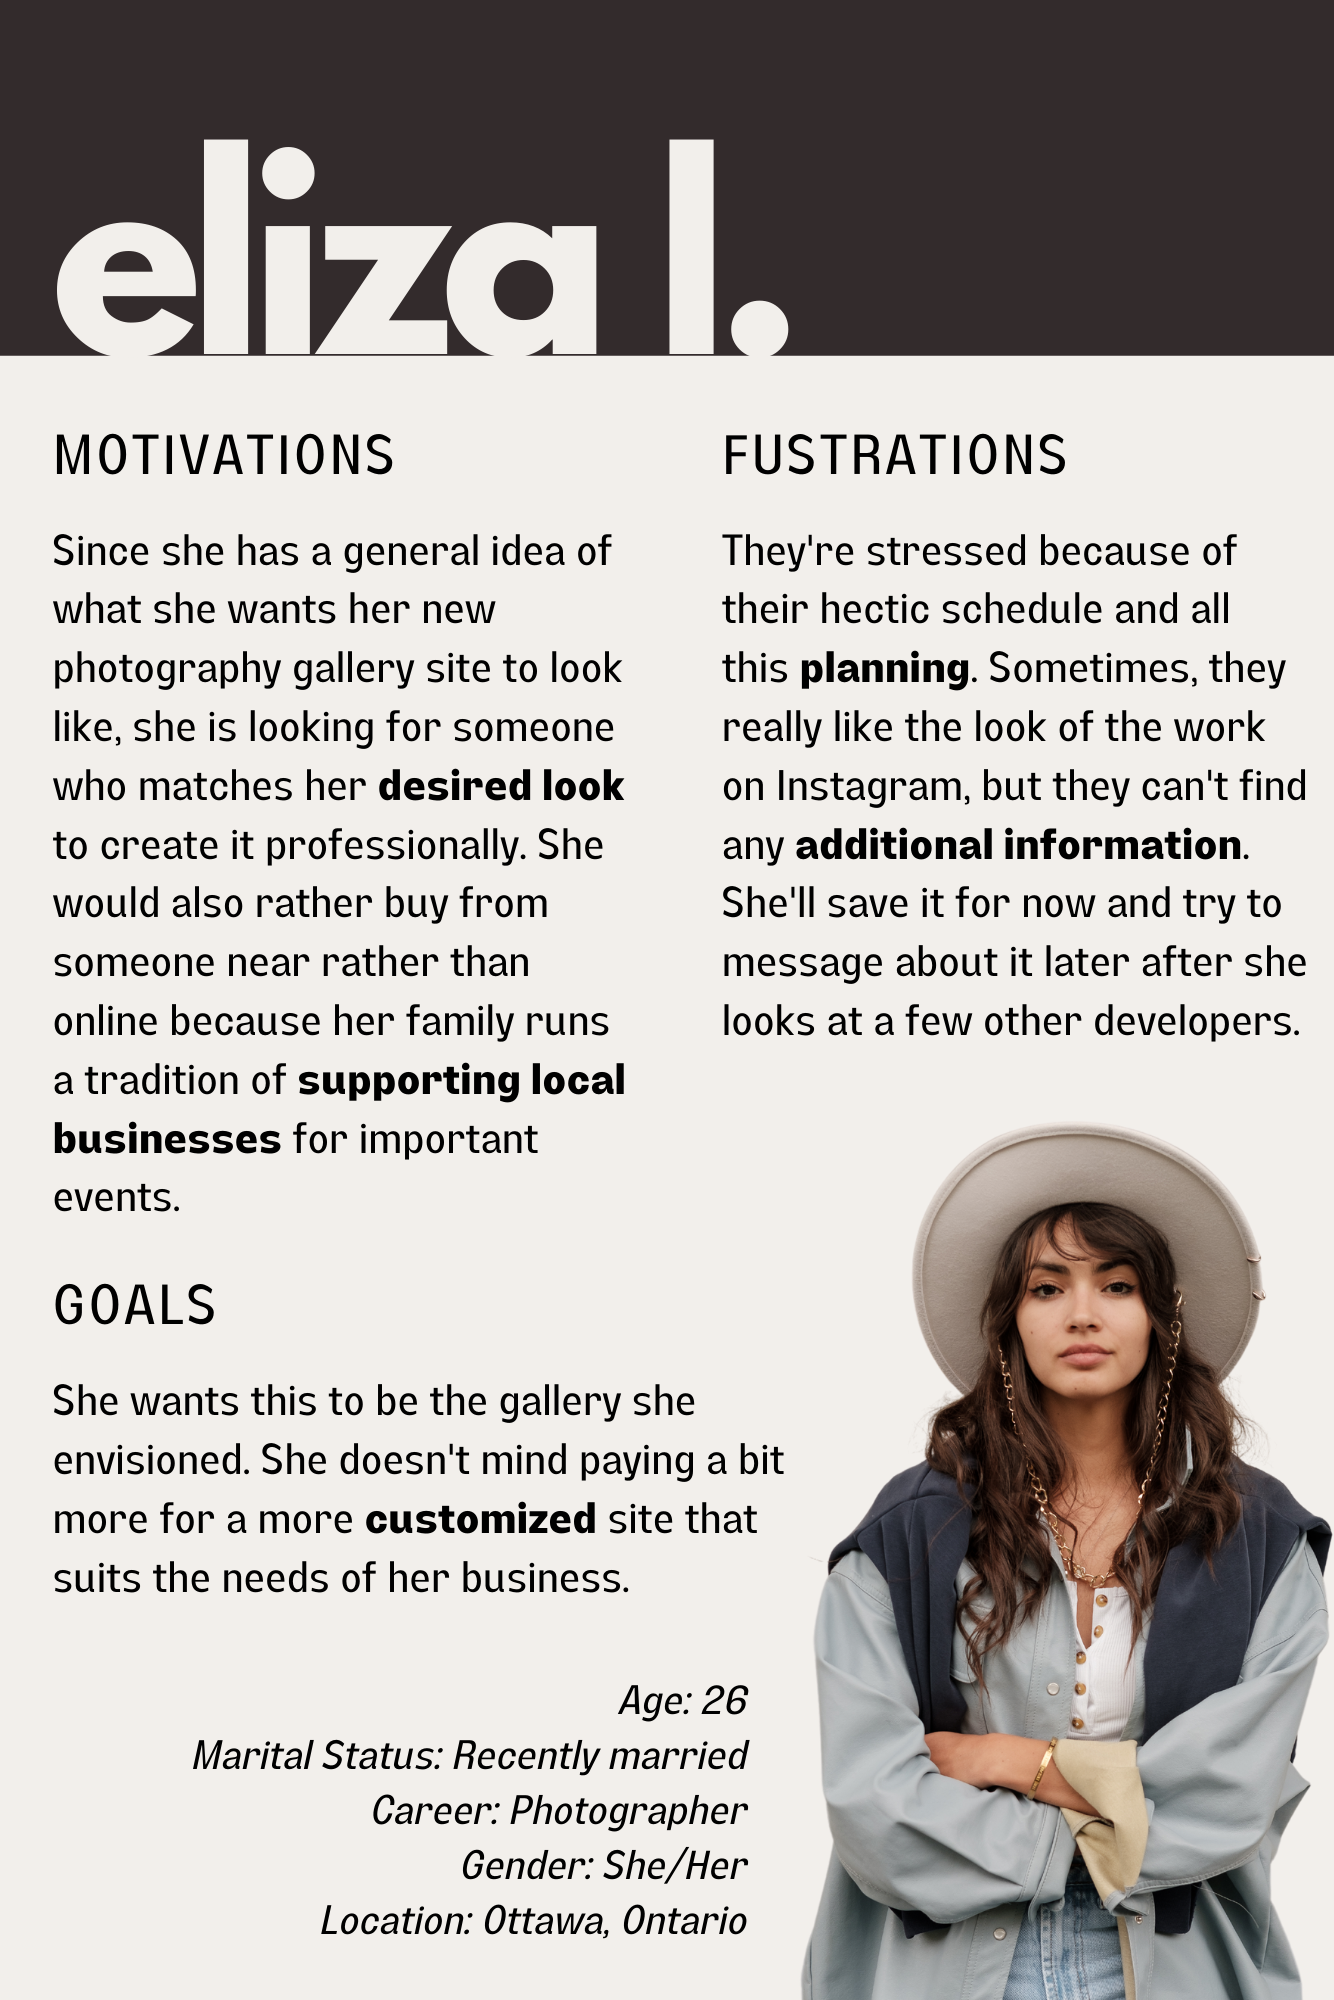 eliza l.
MOTIVATIONS
Since she has a general idea of
what she wants her new
photography gallery site to look
like, she is looking for someone
who matches her desired look
to create it professionally. She
would also rather buy from
someone near rather than
online because her family runs
a tradition of supporting local
businesses for important
events.
FUSTRATIONS
They're stressed because of
their hectic schedule and all
this planning. Sometimes, they
really like the look of the work
on Instagram, but they can't find
any additional information.
She'll save it for now and try to
message about it later after she
looks at a few other developers.
GOALS
She wants this to be the gallery she
envisioned. She doesn't mind paying a bit
more for a more customized site that
suits the needs of her business.
Age: 26
Marital Status: Recently married
Career: Photographer
Gender: She/Her
Location: Ottawa, Ontario